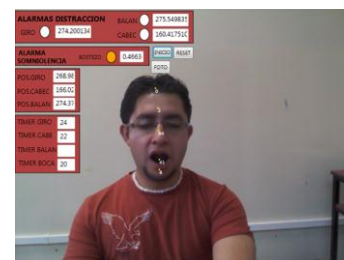 ALARMAS DISTRACCION
BALAN 275.549835
GIRO 274.200134
CABEC 160.417510
ALARMA SOMNIOLENCIA
BOSTEZO 0.4663
INICIO RESET
FOTO
POS.GIRO 268.98
POS.CABEC 166.02
POS.BALAN 274.37
TIMER GIRO 24
TIMER CABE 22
TIMER BALAN
TIMER BOCA 20